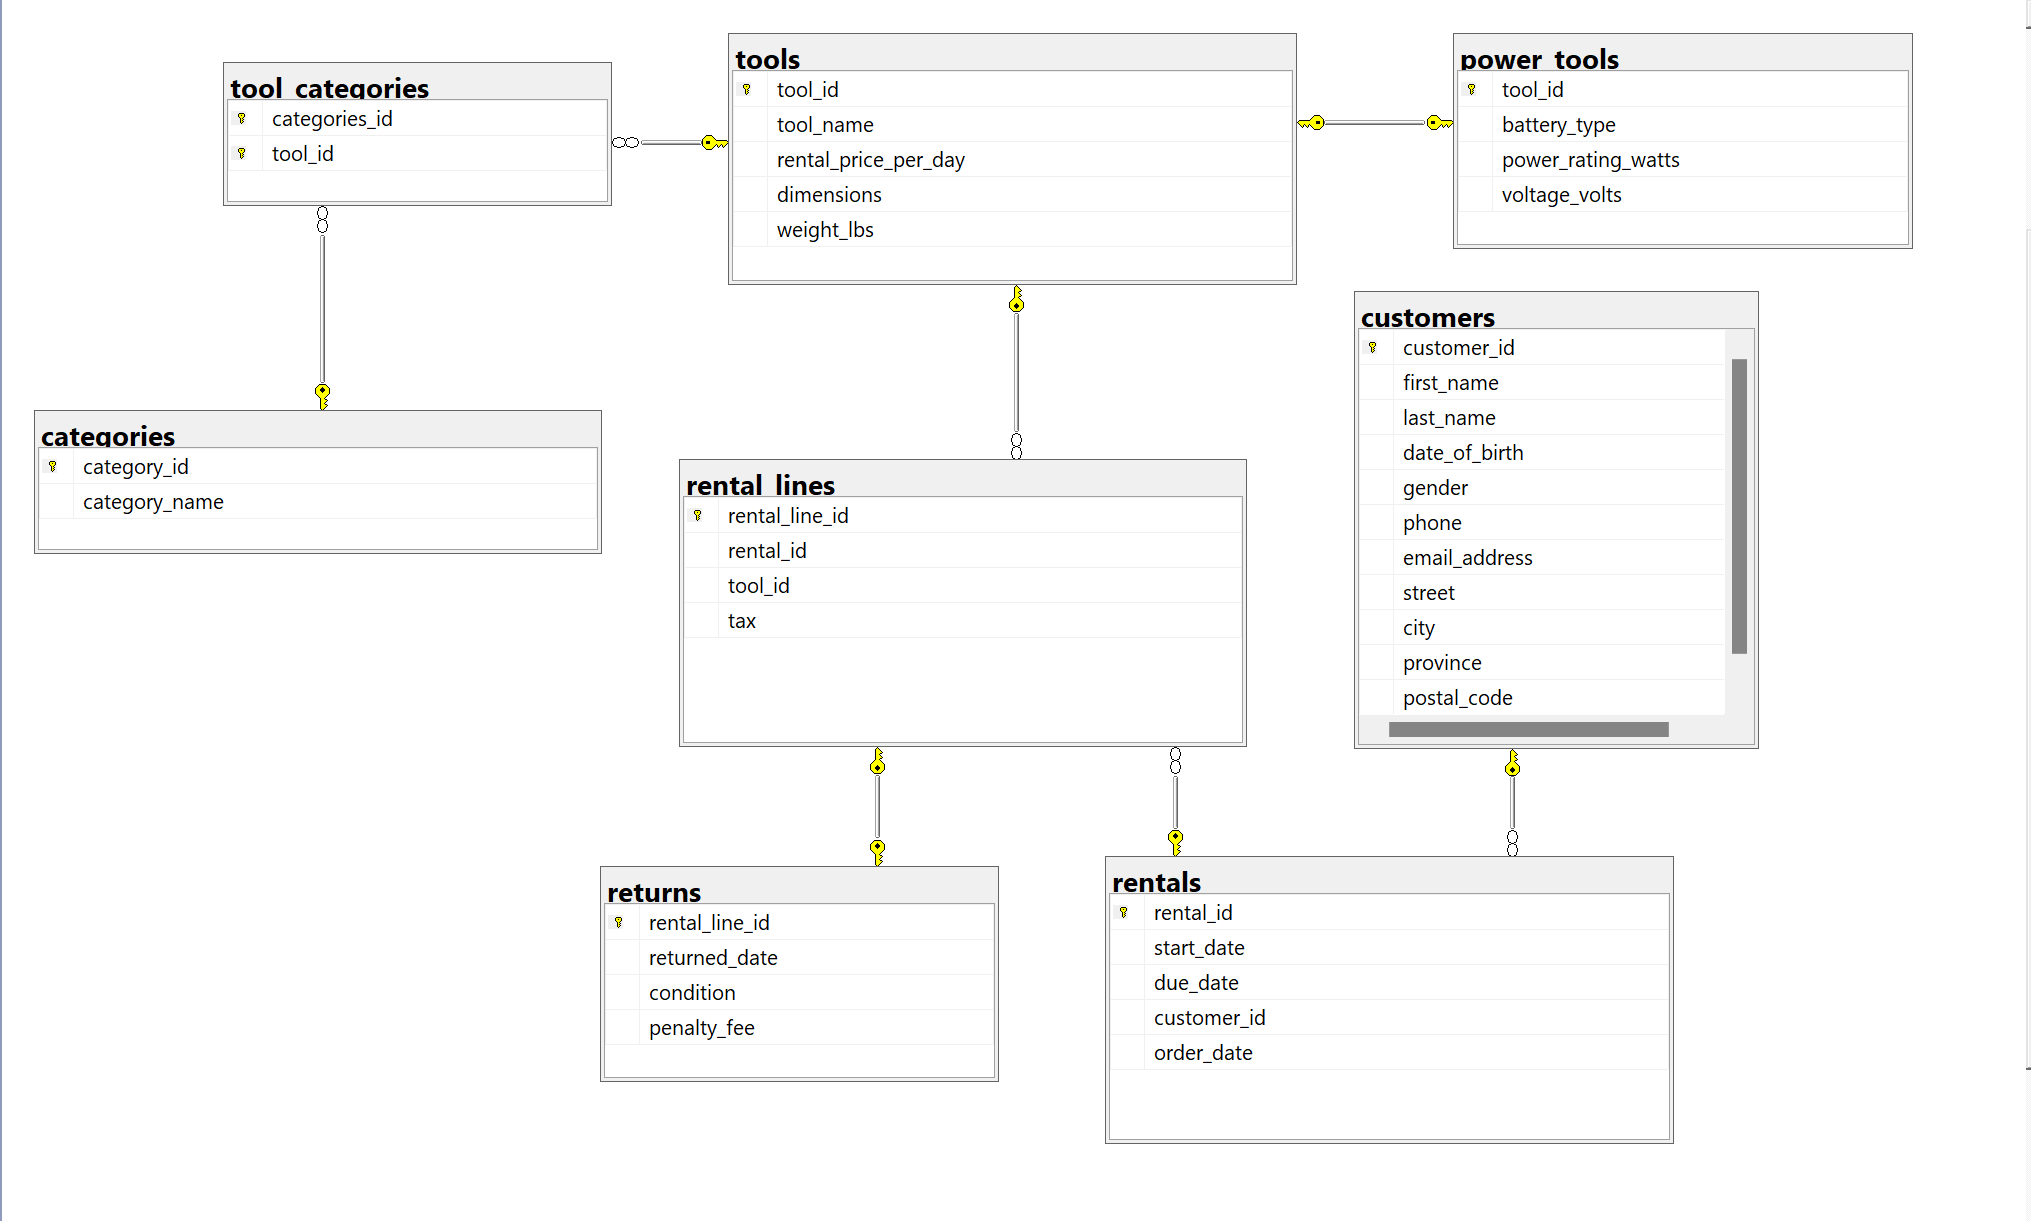 tool_categories
categories_id
tool_id
tools
tool_id
tool_name
rental_price_per_day
dimensions
weight_lbs
power_tools
tool_id
battery_type
power_rating_watts
voltage_volts
categories
category_id
category_name
customers
customer_id
first_name
last_name
date_of_birth
gender
phone
email_address
street
city
province
postal_code
rental_lines
rental_line_id
rental_id
tool_id
tax
returns
rental_line_id
returned_date
condition
penalty_fee
rentals
rental_id
start_date
due_date
customer_id
order_date